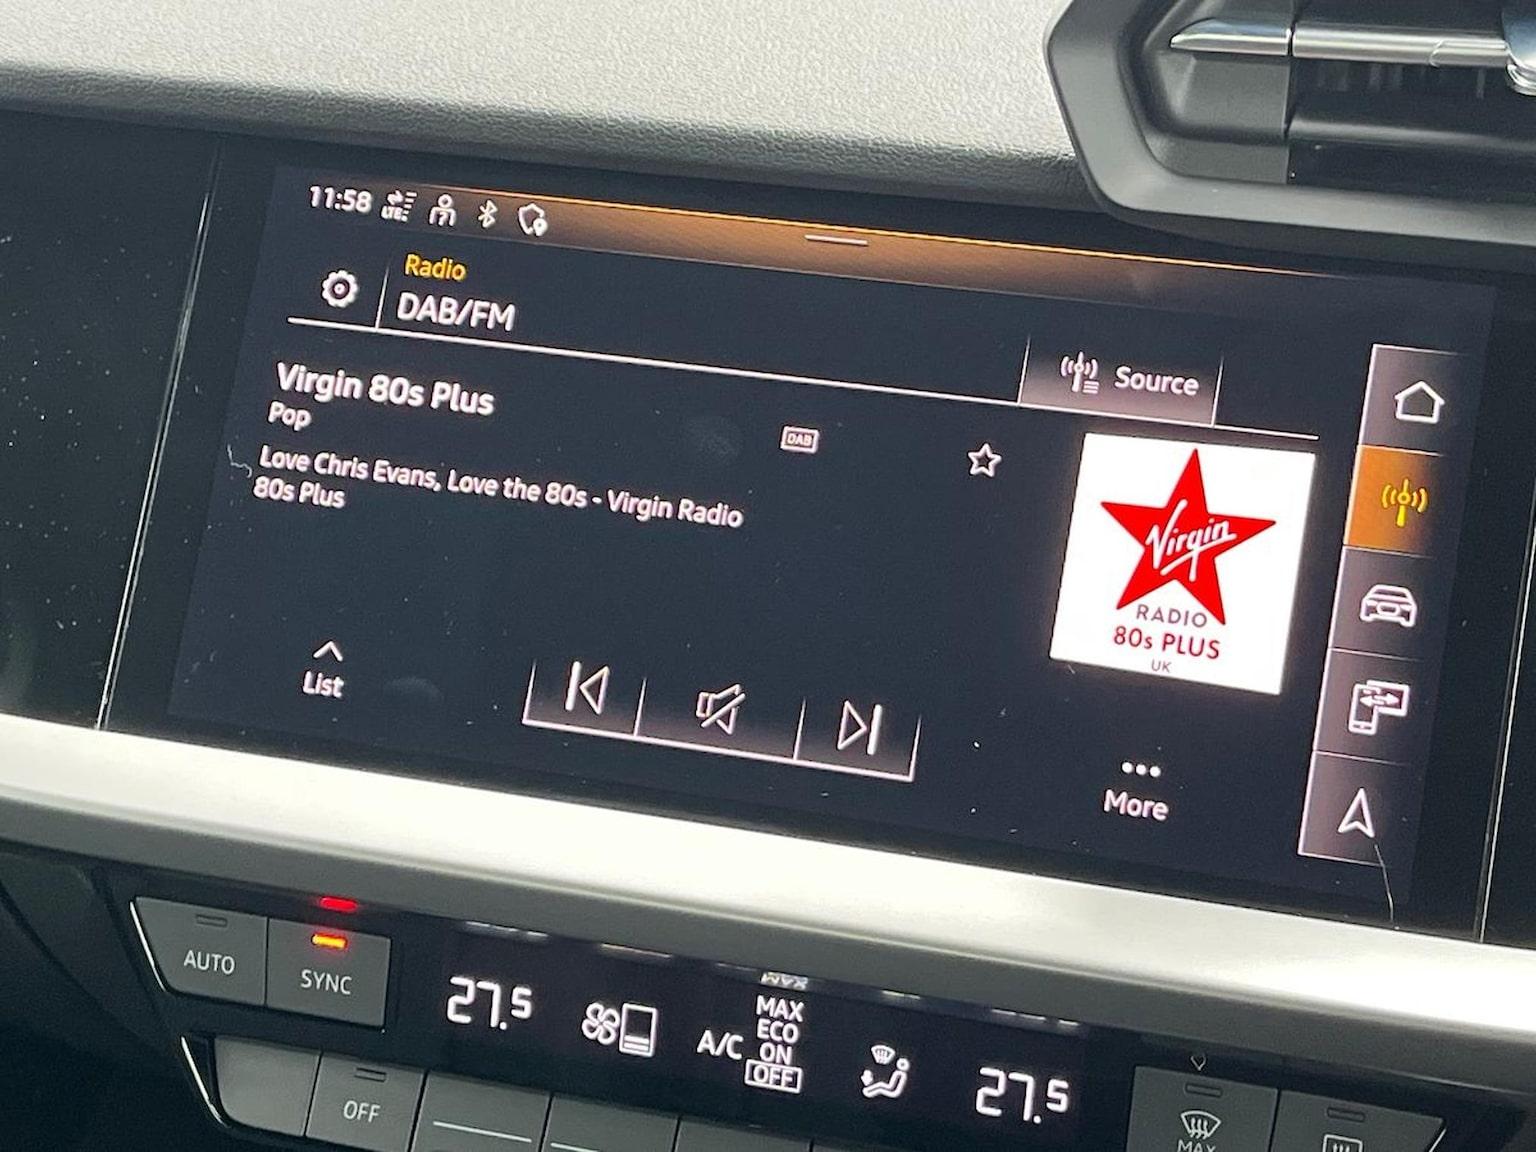 11:58
LTE
Radio
DAB/FM
Source
Virgin 80s Plus
Pop
DAB
Love Chris Evans, Love the 80s - Virgin Radio
80s Plus
Virgin
RADIO
80s PLUS
UK
List
More
AUTO
SYNC
27.5
A/C
MAX
ECO
ON
OFF
27.5
OFF
MAX